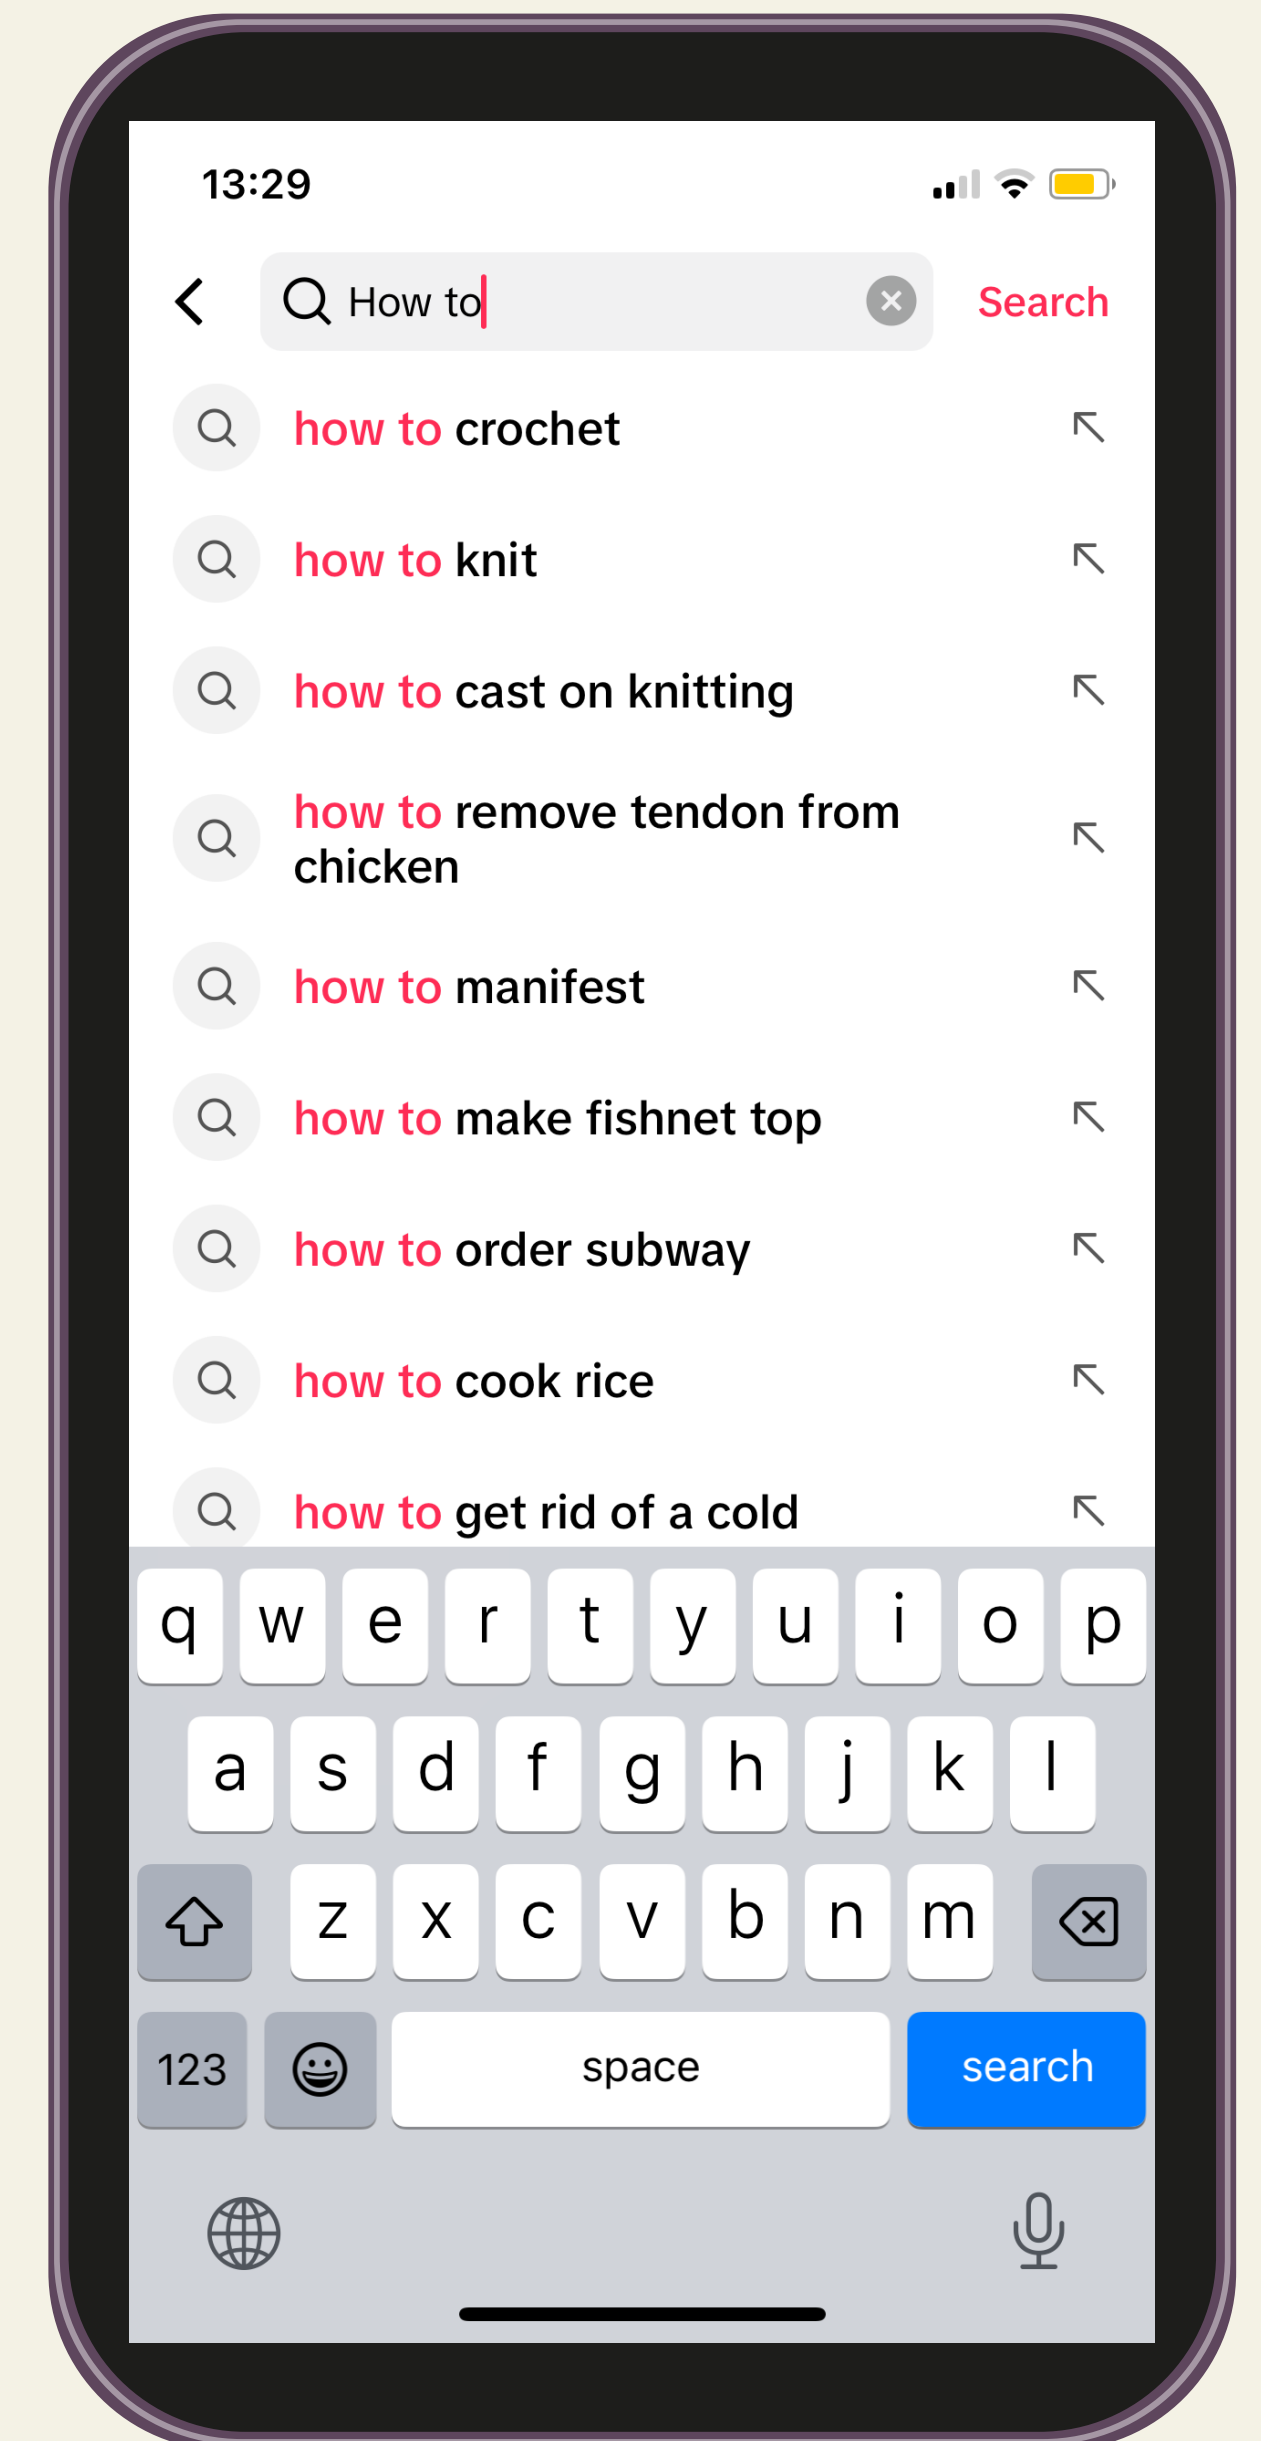 13:29
How to
Search
how to crochet
how to knit
how to cast on knitting
how to remove tendon from
chicken
how to manifest
how to make fishnet top
how to order subway
how to cook rice
how to get rid of a cold
q w e r t y u i o p
a s d f g h j k l
z x c v b n m
123 space search